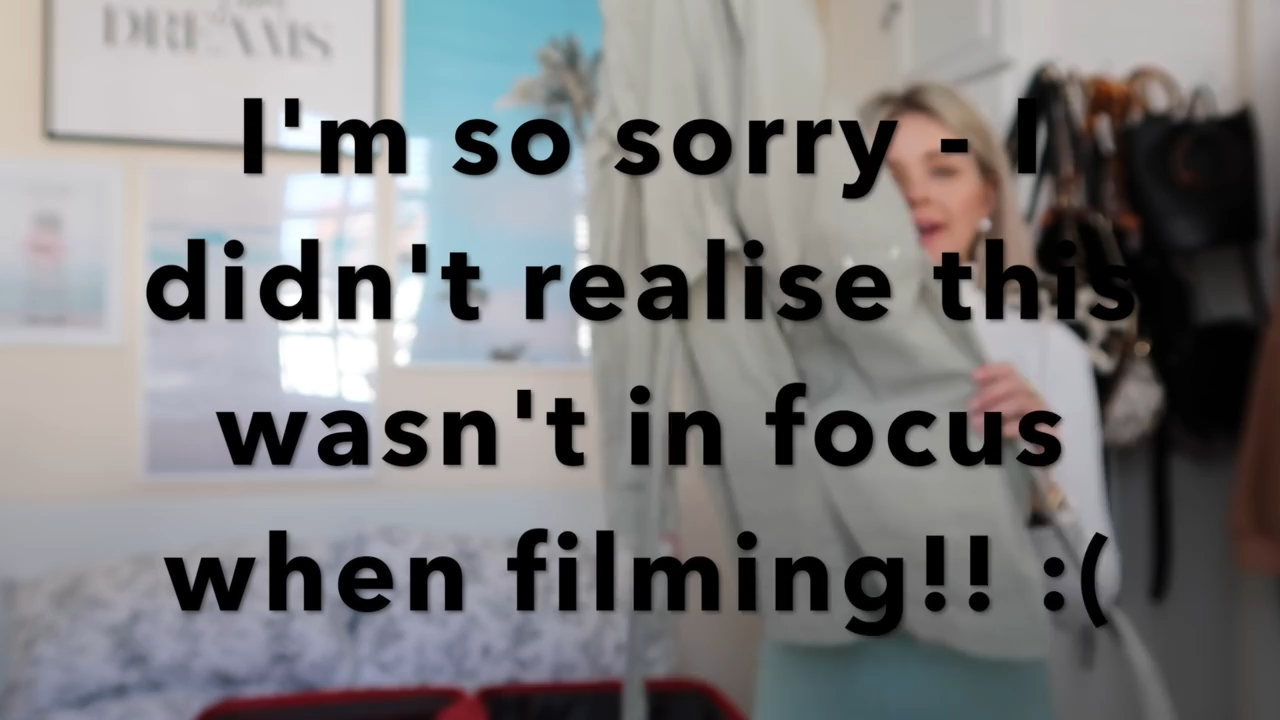 DREAMS
I'm so sorry - I
didn't realise this
wasn't in focus
when filming!! :(